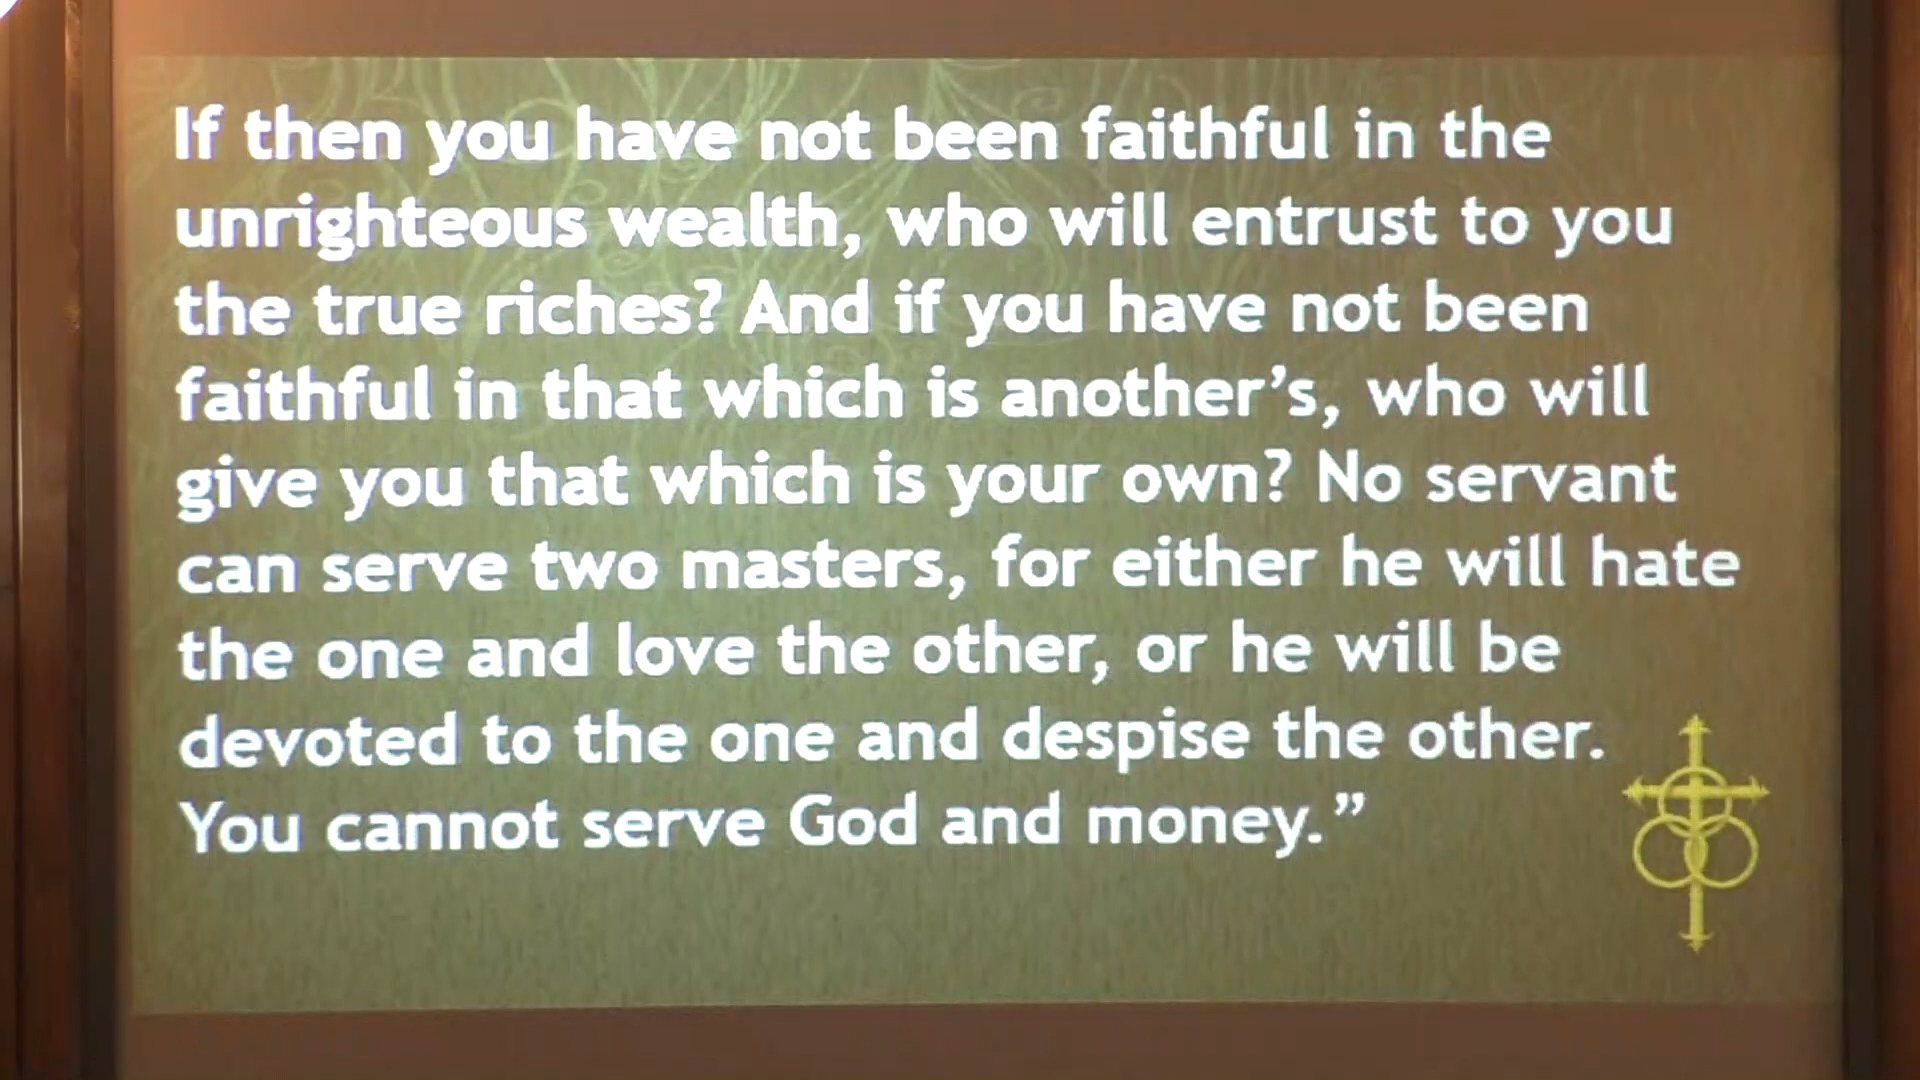 If then you have not been faithful in the
unrighteous wealth, who will entrust to you
the true riches? And if you have not been
faithful in that which is another’s, who will
give you that which is your own? No servant
can serve two masters, for either he will hate
the one and love the other, or he will be
devoted to the one and despise the other.
You cannot serve God and money.”